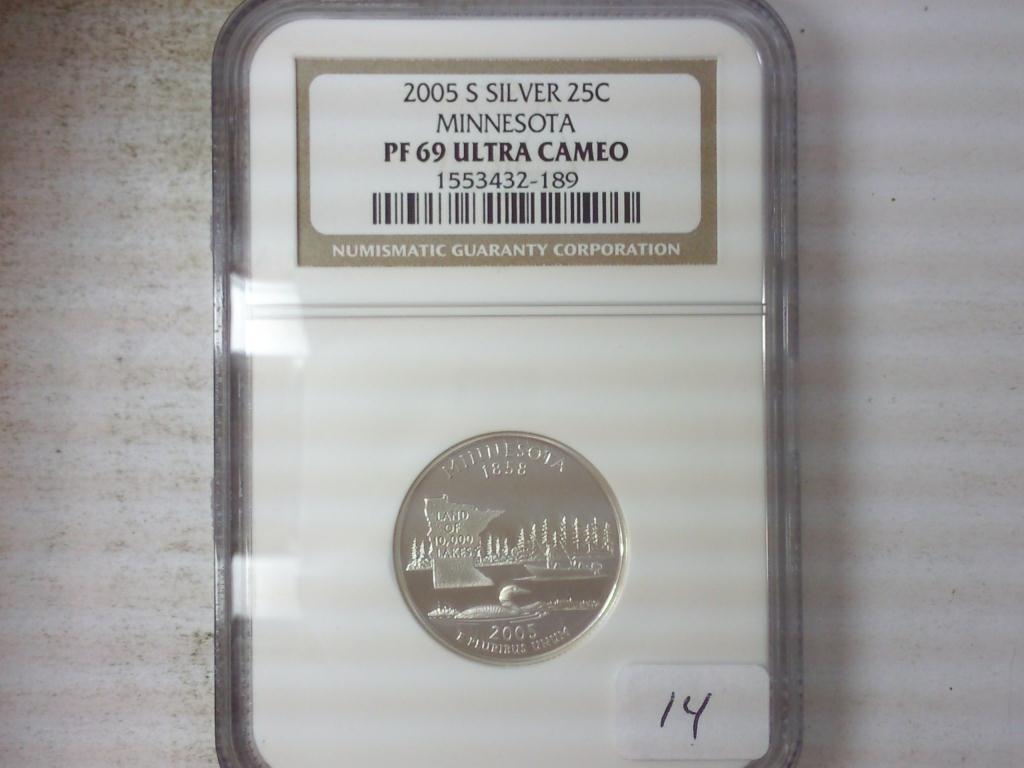 2005 S SILVER 25C
MINNESOTA
PF 69 ULTRA CAMEO
1553432-189
NUMISMATIC GUARANTY CORPORATION
MINNESOTA
1858
LAND
OF
10,000
LAKES
2005
E PLURIBUS UNUM
14